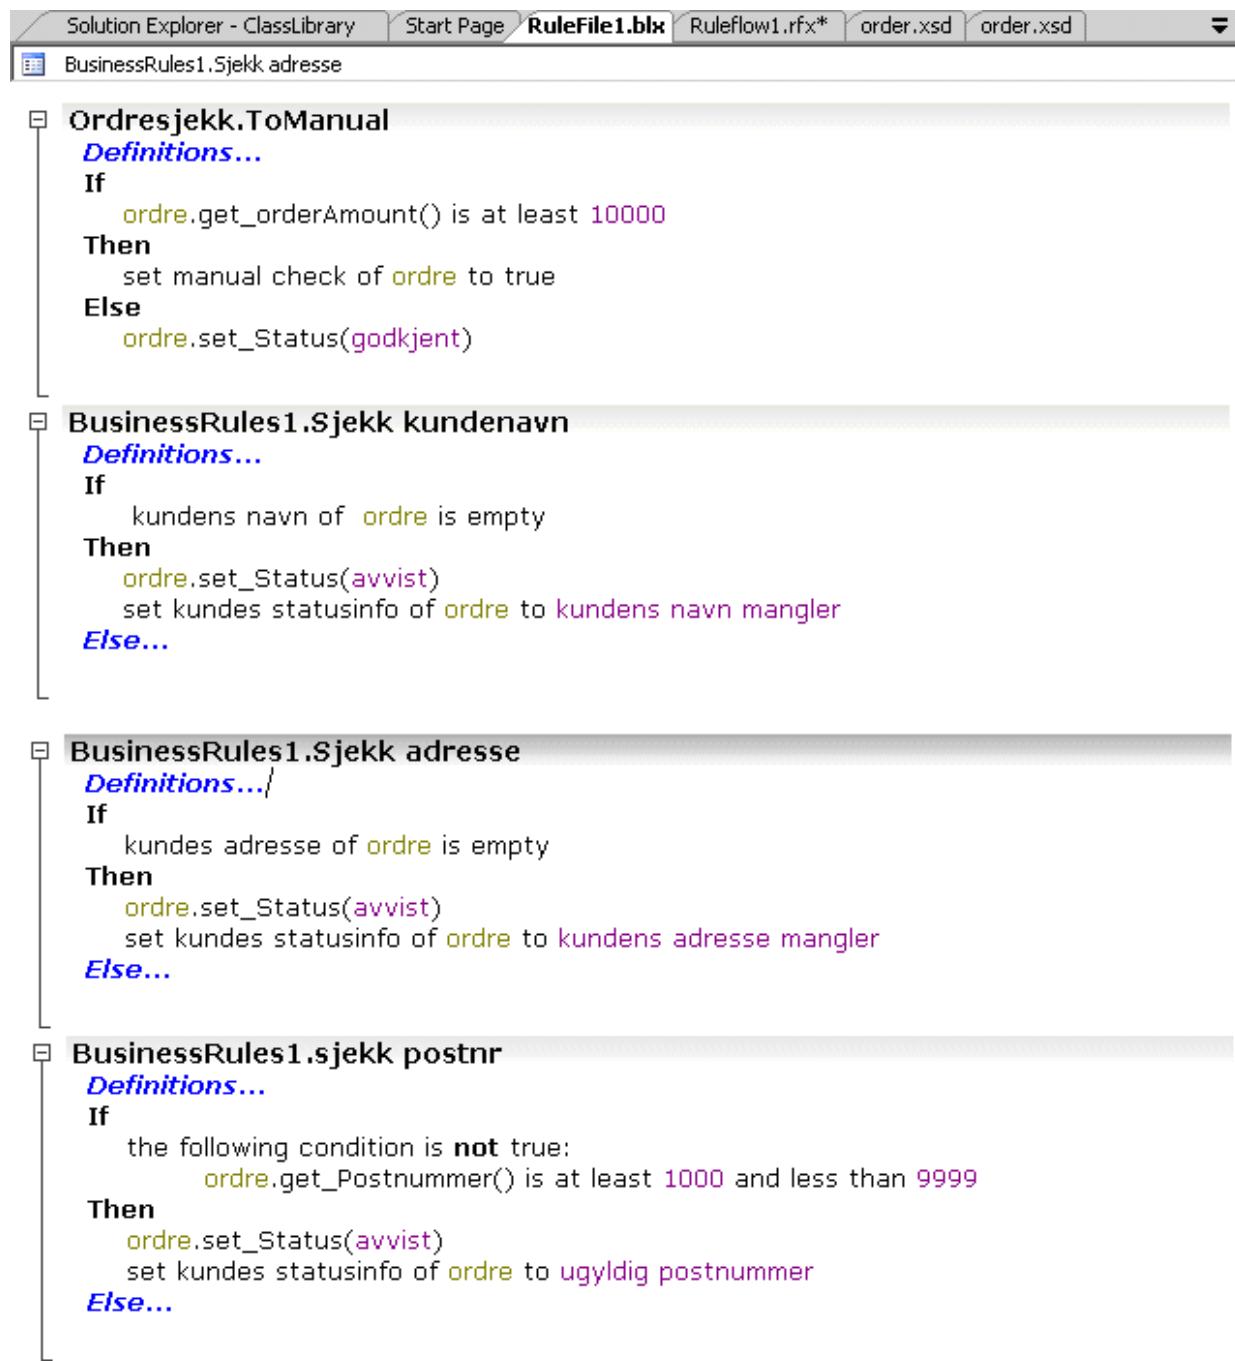 Solution Explorer - ClassLibrary Start Page RuleFile1.blx Ruleflow1.rfx* order.xsd order.xsd
BusinessRules1.Sjekk adresse
Ordresjekk.ToManual
Definitions...
If
ordre.get_orderAmount() is at least 10000
Then
set manual check of ordre to true
Else
ordre.set_Status(godkjent)
BusinessRules1.Sjekk kundenavn
Definitions...
If
kundens navn of ordre is empty
Then
ordre.set_Status(avvist)
set kundes statusinfo of ordre to kundens navn mangler
Else...
BusinessRules1.Sjekk adresse
Definitions...
If
kundes adresse of ordre is empty
Then
ordre.set_Status(avvist)
set kundes statusinfo of ordre to kundens adresse mangler
Else...
BusinessRules1.sjekk postnr
Definitions...
If
the following condition is not true:
ordre.get_Postnummer() is at least 1000 and less than 9999
Then
ordre.set_Status(avvist)
set kundes statusinfo of ordre to ugyldig postnummer
Else...